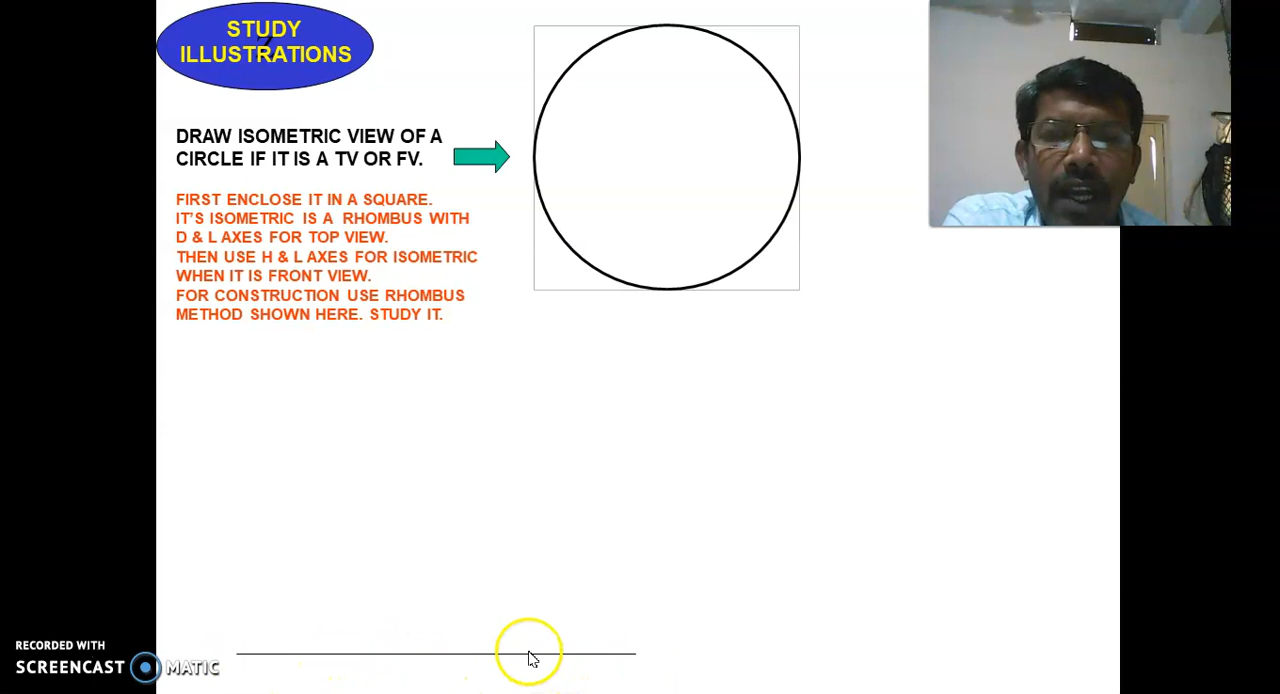 STUDY
ILLUSTRATIONS
DRAW ISOMETRIC VIEW OF A
CIRCLE IF IT IS A TV OR FV.
FIRST ENCLOSE IT IN A SQUARE.
IT'S ISOMETRIC IS A RHOMBUS WITH
D & L AXES FOR TOP VIEW.
THEN USE H & L AXES FOR ISOMETRIC
WHEN IT IS FRONT VIEW.
FOR CONSTRUCTION USE RHOMBUS
METHOD SHOWN HERE. STUDY IT.
RECORDED WITH
SCREENCAST MATIC